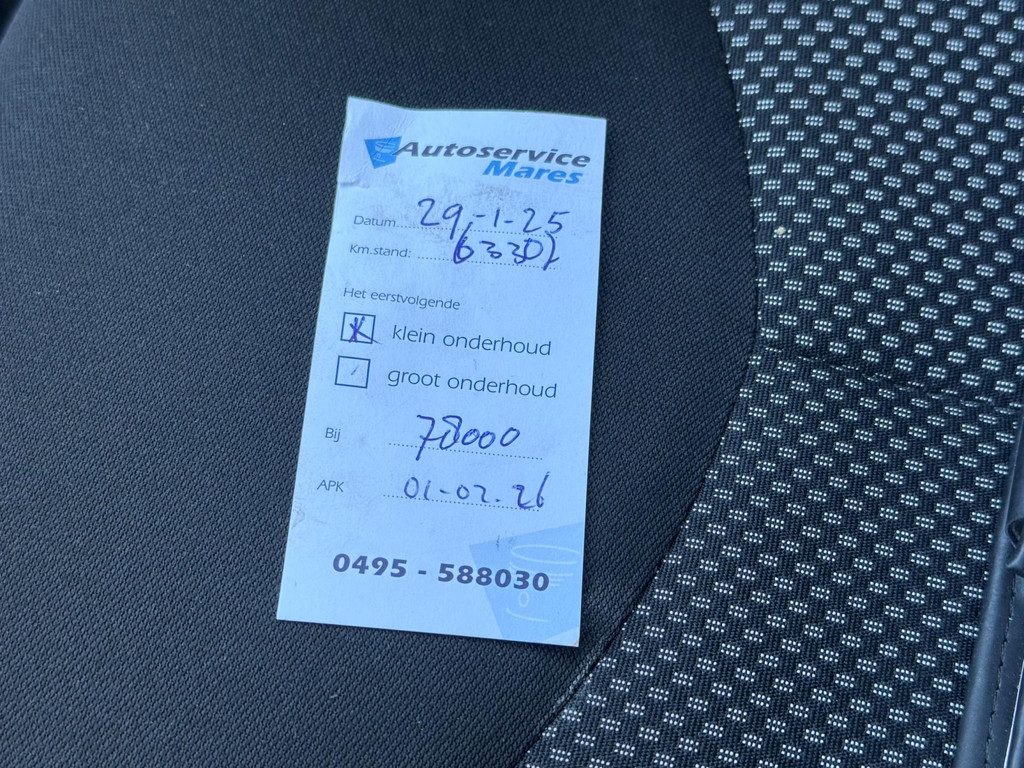 Autoservice
Mares
Datum 29-1-25
Km.stand: 63301
Het eerstvolgende
klein onderhoud
groot onderhoud
Bij 78000
APK 01-02-26
0495 - 588030